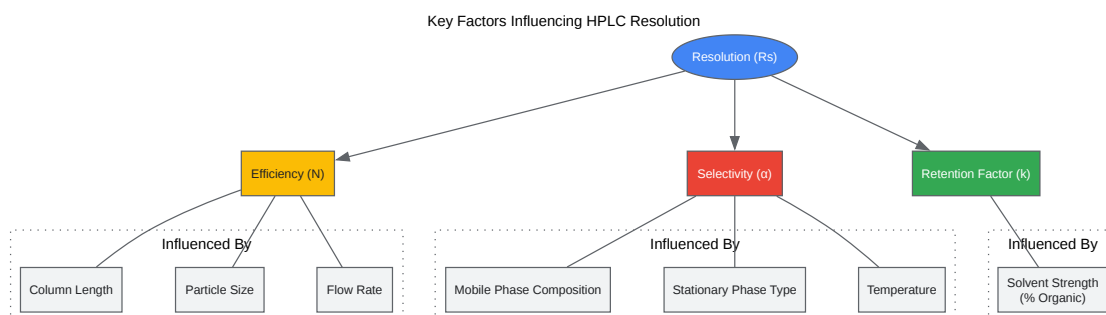 Key Factors Influencing HPLC Resolution
Resolution (Rs)
Efficiency (N)
Selectivity (α)
Retention Factor (k)
Influenced By
Influenced By
Influenced By
Column Length
Particle Size
Flow Rate
Mobile Phase Composition
Stationary Phase Type
Temperature
Solvent Strength
(% Organic)